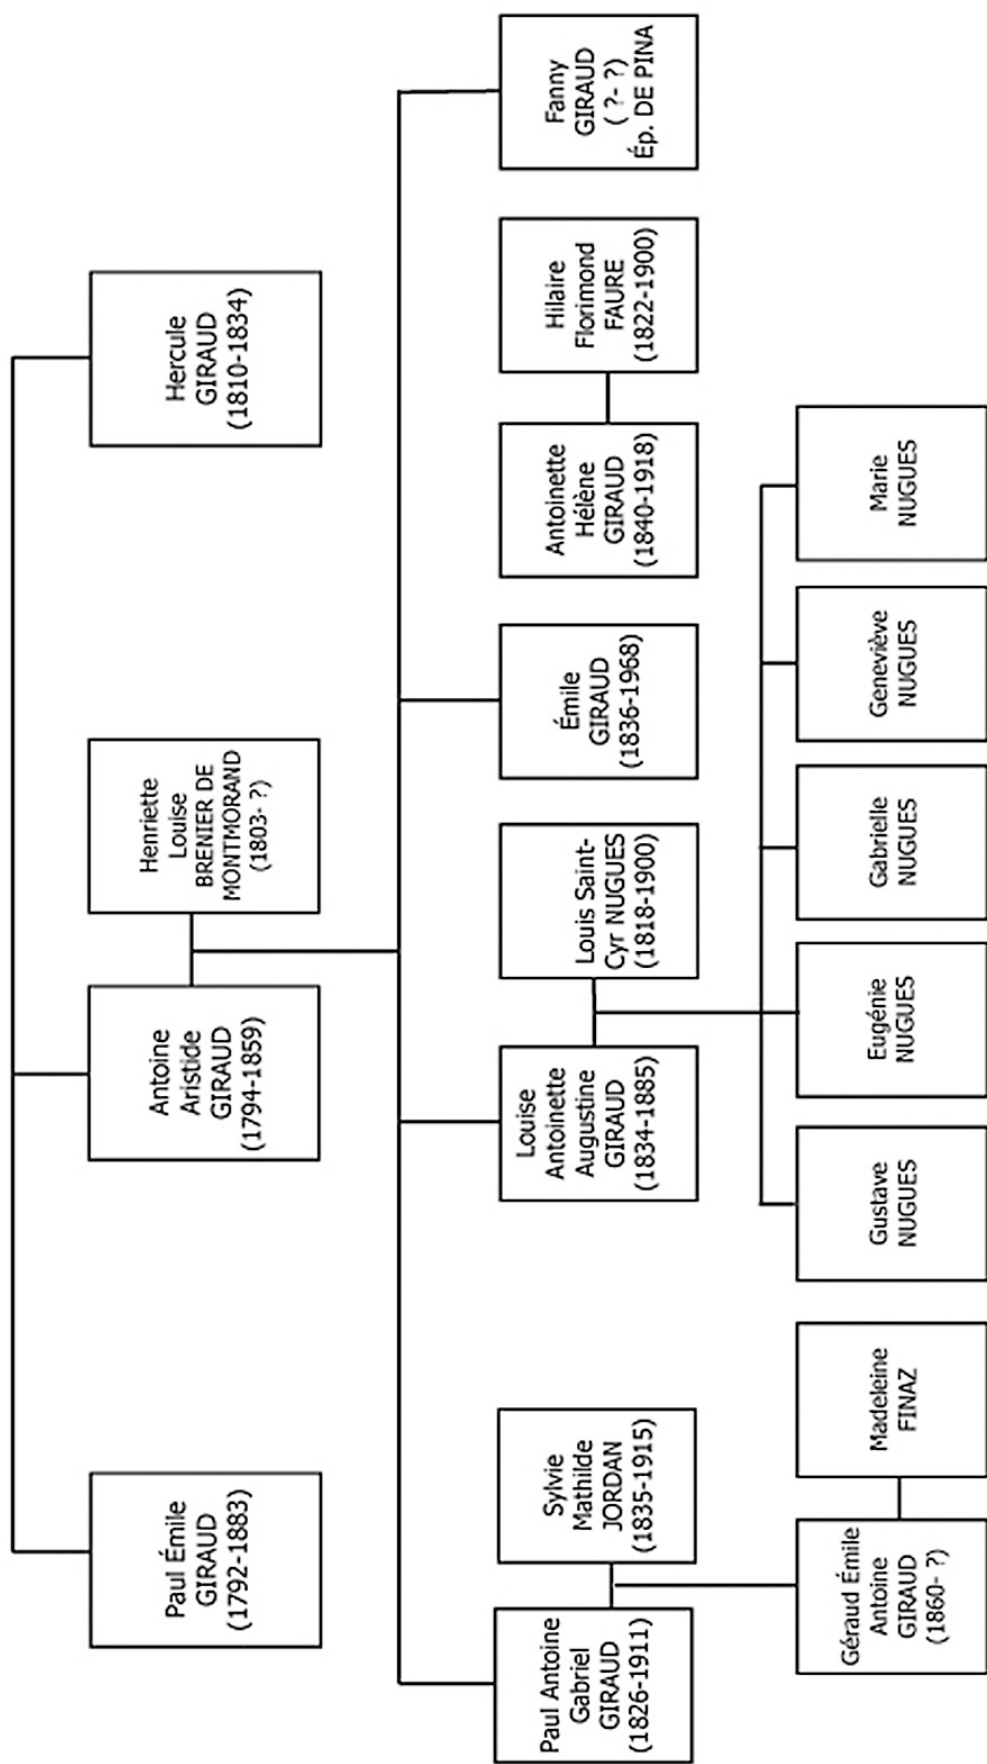 Paul Émile
GIRAUD
(1792-1883)
Antoine
Aristide
GIRAUD
(1794-1859)
Henriette
Louise
BRENIER DE
MONTMORAND
(1803- ?)
Hercule
GIRAUD
(1810-1834)
Paul Antoine
Gabriel
GIRAUD
(1826-1911)
Sylvie
Mathilde
JORDAN
(1835-1915)
Louise
Antoinette
Augustine
GIRAUD
(1834-1885)
Louis Saint-
Cyr NUGUES
(1818-1900)
Émile
GIRAUD
(1836-1968)
Antoinette
Hélène
GIRAUD
(1840-1918)
Hilaire
Florimond
FAURE
(1822-1900)
Fanny
GIRAUD
( ?- ?)
Ép. DE PINA
Géraud Émile
Antoine
GIRAUD
(1860- ?)
Madeleine
FINAZ
Gustave
NUGUES
Eugénie
NUGUES
Gabrielle
NUGUES
Geneviève
NUGUES
Marie
NUGUES